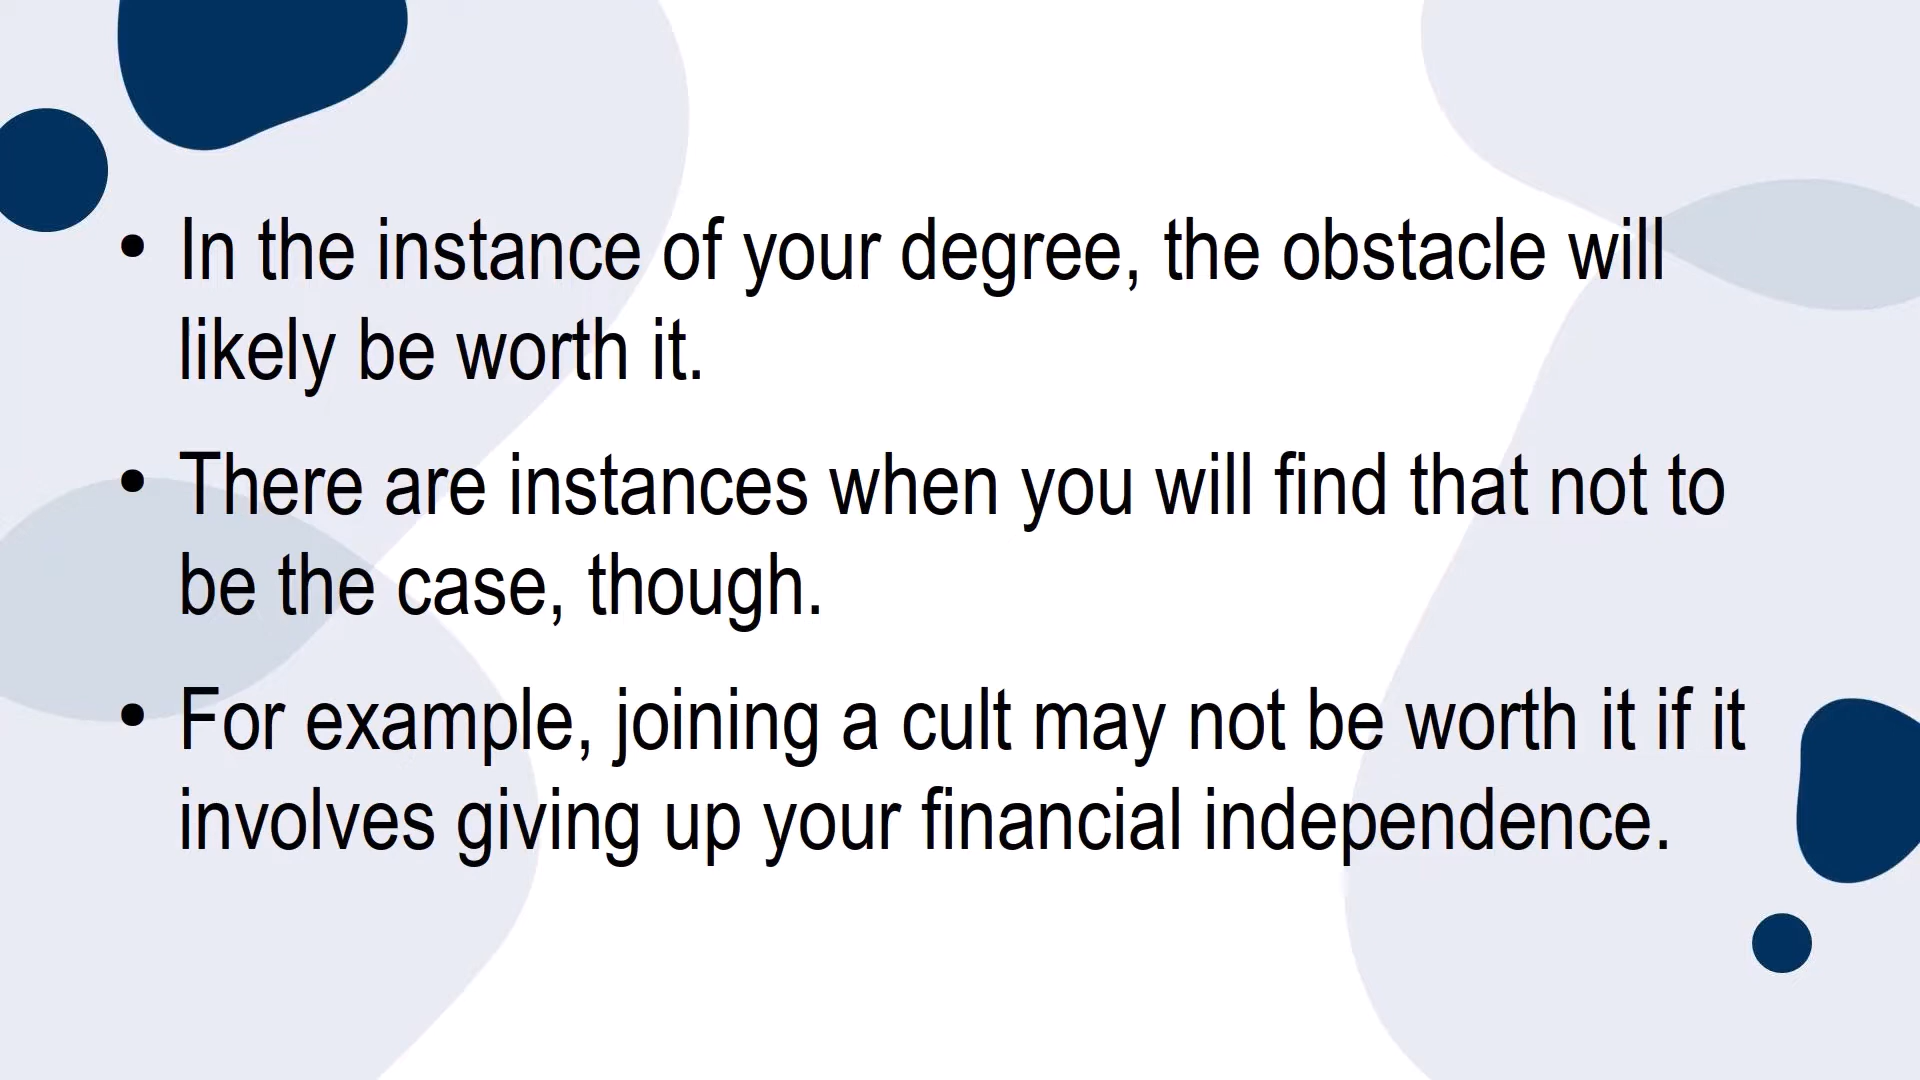 • In the instance of your degree, the obstacle will
likely be worth it.
• There are instances when you will find that not to
be the case, though.
• For example, joining a cult may not be worth it if it
involves giving up your financial independence.